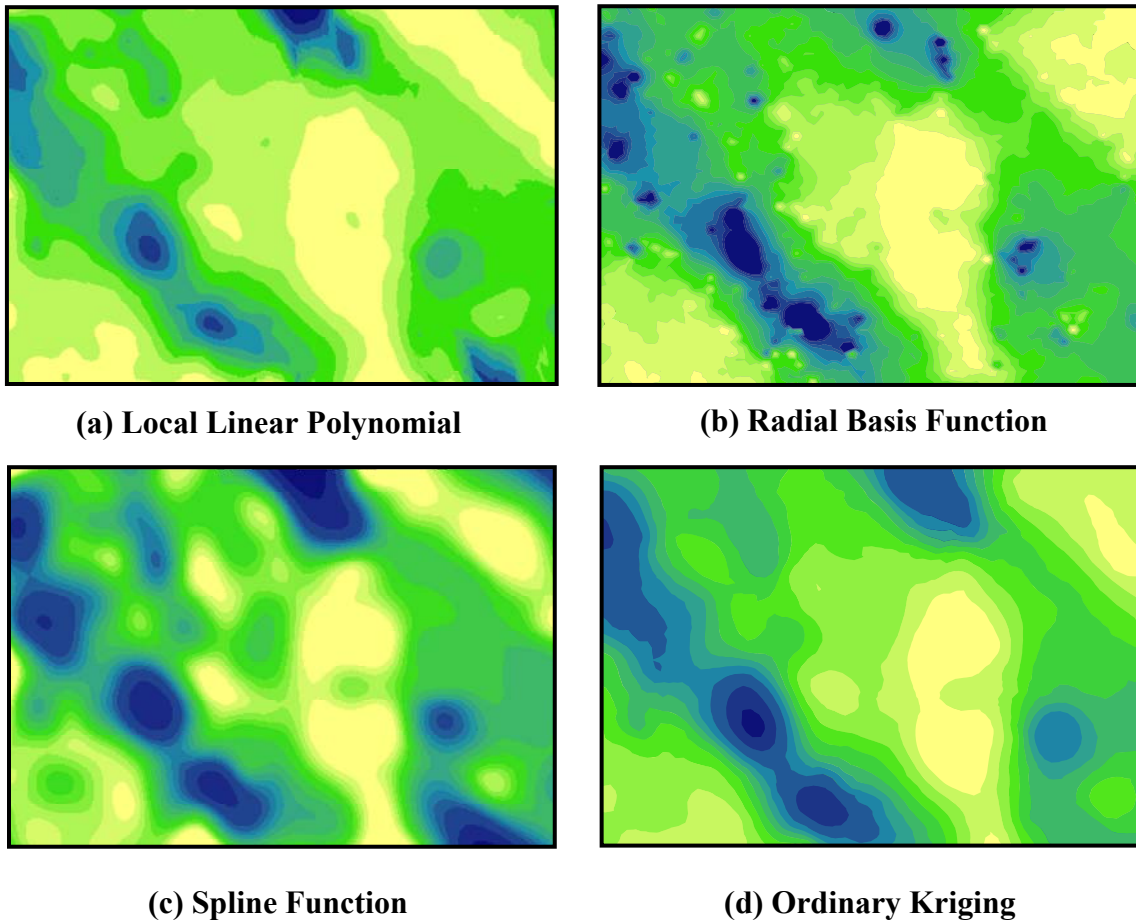 (a) Local Linear Polynomial
(b) Radial Basis Function
(c) Spline Function
(d) Ordinary Kriging